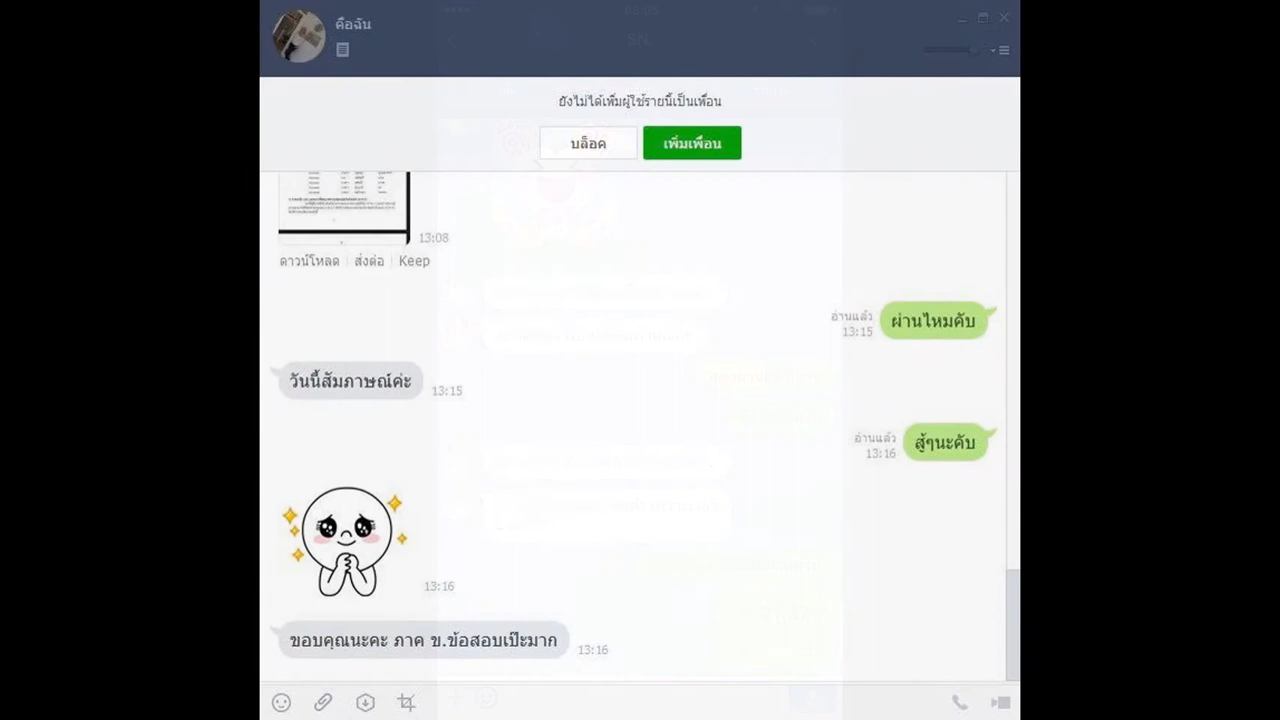 คือฉัน
ยังไม่ได้เพิ่มผู้ใช้รายนี้เป็นเพื่อน
บล็อค
เพิ่มเพื่อน
13:08
ดาวน์โหลด
ส่งต่อ
Keep
อ่านแล้ว
13:15
ผ่านไหมคับ
วันนี้สัมภาษณ์ค่ะ
13:15
อ่านแล้ว
13:16
สู้ๆนะคับ
13:16
ขอบคุณนะคะ ภาค ข.ข้อสอบเป๊ะมาก
13:16